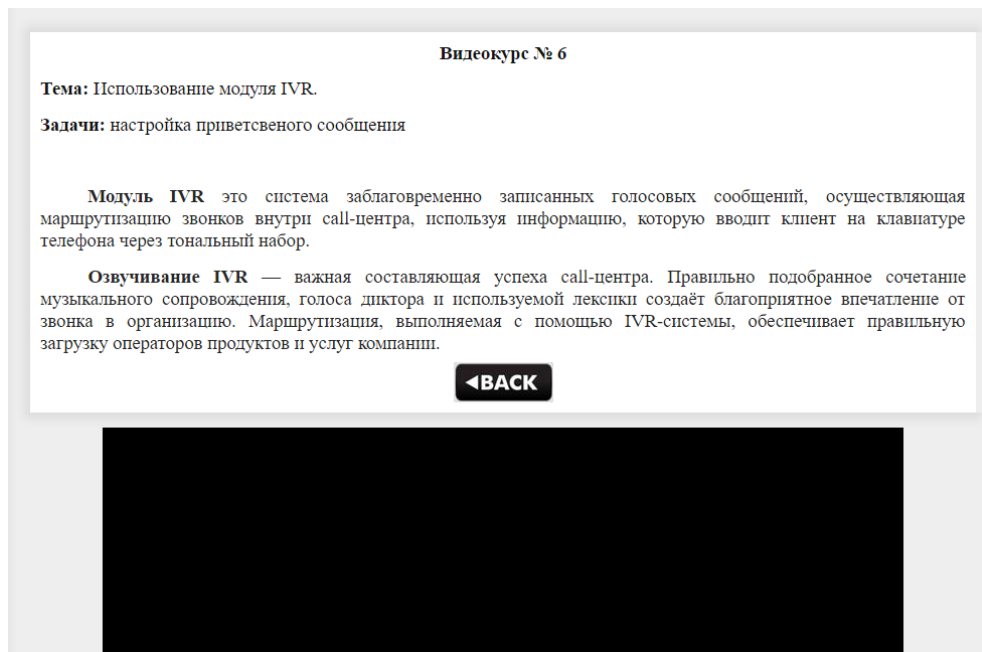 Видеокурс № 6
Тема: Использование модуля IVR.
Задачи: настройка приветсвеного сообщения
Модуль IVR это система заблаговременно записанных голосовых сообщений, осуществляющая
маршрутизацию звонков внутри call-центра, используя информацию, которую вводит клиент на клавиатуре
телефона через тональный набор.
Озвучивание IVR — важная составляющая успеха call-центра. Правильно подобранное сочетание
музыкального сопровождения, голоса диктора и используемой лексики создаёт благоприятное впечатление от
звонка в организацию. Маршрутизация, выполняемая с помощью IVR-системы, обеспечивает правильную
загрузку операторов продуктов и услуг компании.
BACK